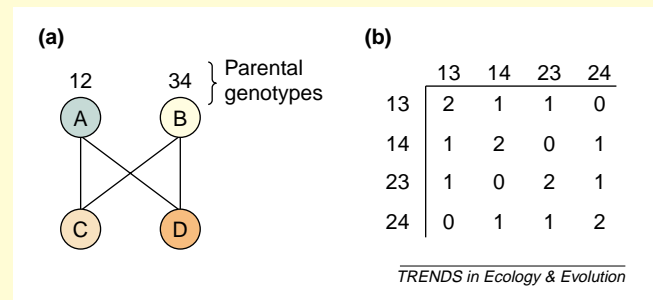 (a)
12 34 Parental
genotypes
A B
C D
(b)
13 14 23 24
13 2 1 1 0
14 1 2 0 1
23 1 0 2 1
24 0 1 1 2
TRENDS in Ecology & Evolution